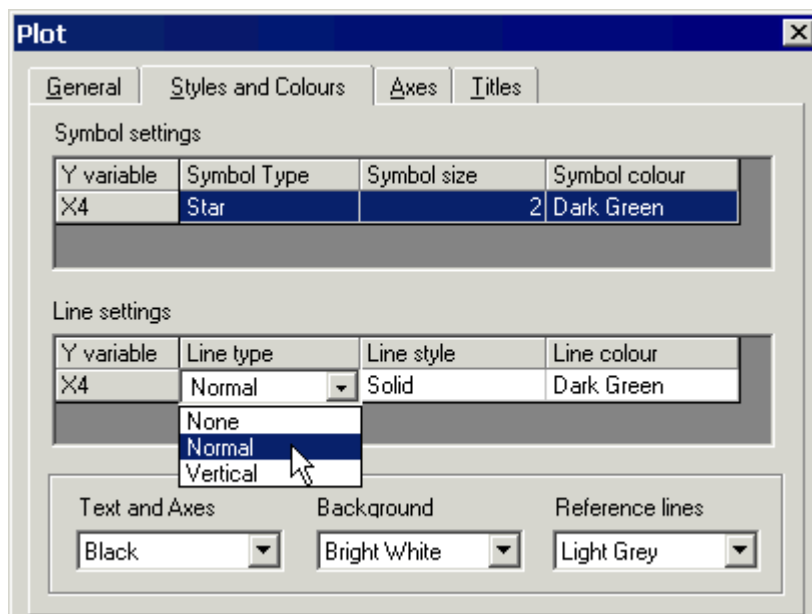 Plot
General Styles and Colours Axes Titles
Symbol settings
Y variable Symbol Type Symbol size Symbol colour
X4 Star 2 Dark Green
Line settings
Y variable Line type Line style Line colour
X4 Normal Solid Dark Green
None
Normal
Vertical
Text and Axes Background Reference lines
Black Bright White Light Grey